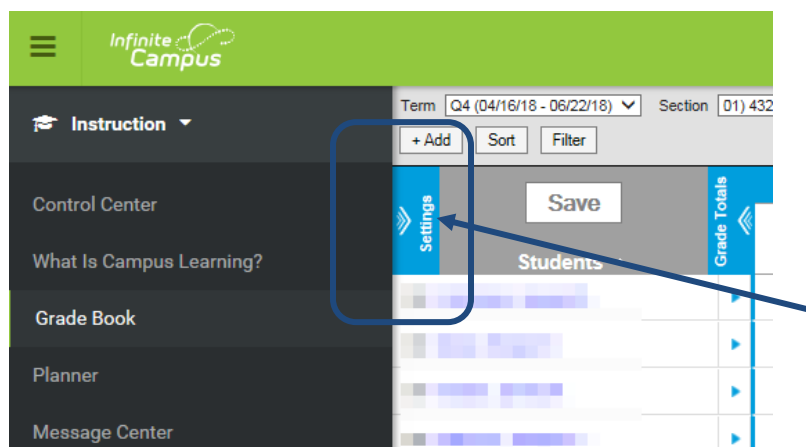 Infinite
Campus
Instruction
Term Q4 (04/16/18 - 06/22/18) Section 01) 432
+ Add Sort Filter
Control Center
Settings
Save
Grade Totals
What Is Campus Learning?
Students
Grade Book
Planner
Message Center